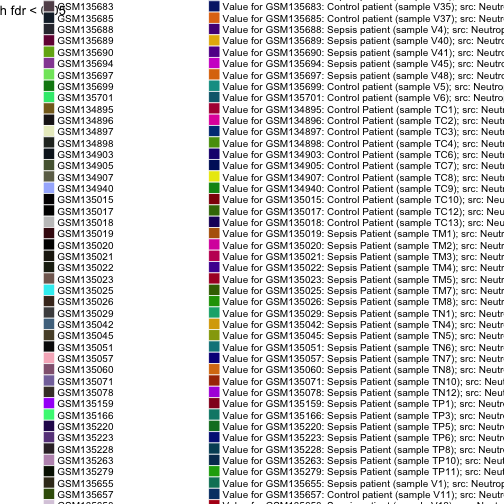 h fdr < 0.05
GSM135683 Value for GSM135683: Control patient (sample V35); src: Neutr
GSM135685 Value for GSM135685: Control patient (sample V37); src: Neutr
GSM135688 Value for GSM135688: Sepsis patient (sample V4); src: Neutrop
GSM135689 Value for GSM135689: Sepsis patient (sample V40); src: Neutr
GSM135690 Value for GSM135690: Sepsis patient (sample V41); src: Neutr
GSM135694 Value for GSM135694: Sepsis patient (sample V45); src: Neutr
GSM135697 Value for GSM135697: Sepsis patient (sample V48); src: Neutr
GSM135699 Value for GSM135699: Control patient (sample V5); src: Neutro
GSM135701 Value for GSM135701: Control patient (sample V6); src: Neutro
GSM134895 Value for GSM134895: Control Patient (sample TC1); src: Neut
GSM134896 Value for GSM134896: Control Patient (sample TC2); src: Neut
GSM134897 Value for GSM134897: Control Patient (sample TC3); src: Neut
GSM134898 Value for GSM134898: Control Patient (sample TC4); src: Neut
GSM134903 Value for GSM134903: Control Patient (sample TC6); src: Neut
GSM134905 Value for GSM134905: Control Patient (sample TC7); src: Neut
GSM134907 Value for GSM134907: Control Patient (sample TC8); src: Neut
GSM134940 Value for GSM134940: Control Patient (sample TC9); src: Neut
GSM135015 Value for GSM135015: Control Patient (sample TC10); src: Neu
GSM135017 Value for GSM135017: Control Patient (sample TC12); src: Neu
GSM135018 Value for GSM135018: Control Patient (sample TC13); src: Neu
GSM135019 Value for GSM135019: Sepsis Patient (sample TM1); src: Neutr
GSM135020 Value for GSM135020: Sepsis Patient (sample TM2); src: Neutr
GSM135021 Value for GSM135021: Sepsis Patient (sample TM3); src: Neutr
GSM135022 Value for GSM135022: Sepsis Patient (sample TM4); src: Neutr
GSM135023 Value for GSM135023: Sepsis Patient (sample TM5); src: Neutr
GSM135025 Value for GSM135025: Sepsis Patient (sample TM7); src: Neutr
GSM135026 Value for GSM135026: Sepsis Patient (sample TM8); src: Neutr
GSM135029 Value for GSM135029: Sepsis Patient (sample TN1); src: Neutr
GSM135042 Value for GSM135042: Sepsis Patient (sample TN4); src: Neutr
GSM135045 Value for GSM135045: Sepsis Patient (sample TN5); src: Neutr
GSM135051 Value for GSM135051: Sepsis Patient (sample TN6); src: Neutr
GSM135057 Value for GSM135057: Sepsis Patient (sample TN7); src: Neutr
GSM135060 Value for GSM135060: Sepsis Patient (sample TN8); src: Neutr
GSM135071 Value for GSM135071: Sepsis Patient (sample TN10); src: Neut
GSM135078 Value for GSM135078: Sepsis Patient (sample TN12); src: Neut
GSM135159 Value for GSM135159: Sepsis Patient (sample TP1); src: Neutr
GSM135166 Value for GSM135166: Sepsis Patient (sample TP3); src: Neutr
GSM135220 Value for GSM135220: Sepsis Patient (sample TP5); src: Neutr
GSM135223 Value for GSM135223: Sepsis Patient (sample TP6); src: Neutr
GSM135228 Value for GSM135228: Sepsis Patient (sample TP8); src: Neutr
GSM135263 Value for GSM135263: Sepsis Patient (sample TP10); src: Neut
GSM135279 Value for GSM135279: Sepsis Patient (sample TP11); src: Neut
GSM135655 Value for GSM135655: Sepsis patient (sample V1); src: Neutrop
GSM135657 Value for GSM135657: Control patient (sample V11); src: Neutr